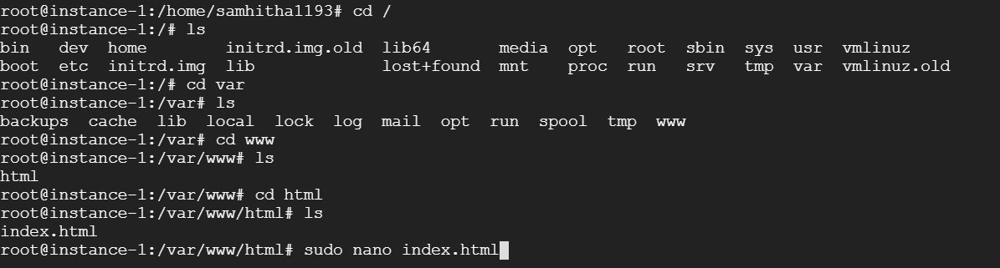 root@instance-1:/home/samhitha1193# cd /
root@instance-1:/# ls
bin   dev  home        initrd.img.old  lib64       media  opt   root  sbin  sys  usr  vmlinuz
boot  etc  initrd.img  lib             lost+found  mnt    proc  run   srv   tmp  var  vmlinuz.old
root@instance-1:/# cd var
root@instance-1:/var# ls
backups  cache  lib  local  lock  log  mail  opt  run  spool  tmp  www
root@instance-1:/var# cd www
root@instance-1:/var/www# ls
html
root@instance-1:/var/www# cd html
root@instance-1:/var/www/html# ls
index.html
root@instance-1:/var/www/html# sudo nano index.html